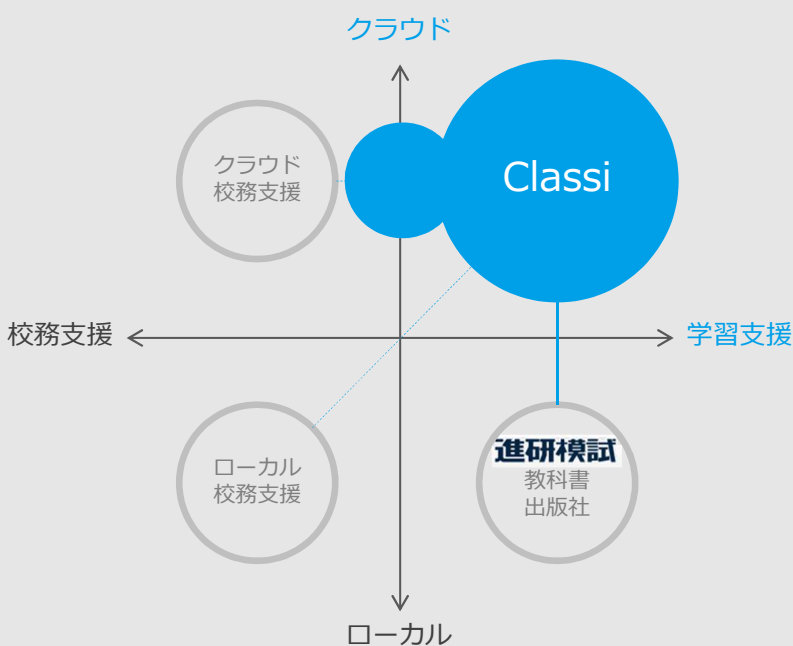 クラウド
クラウド
校務支援
Classi
校務支援
学習支援
ローカル
校務支援
進研模試
教科書
出版社
ローカル